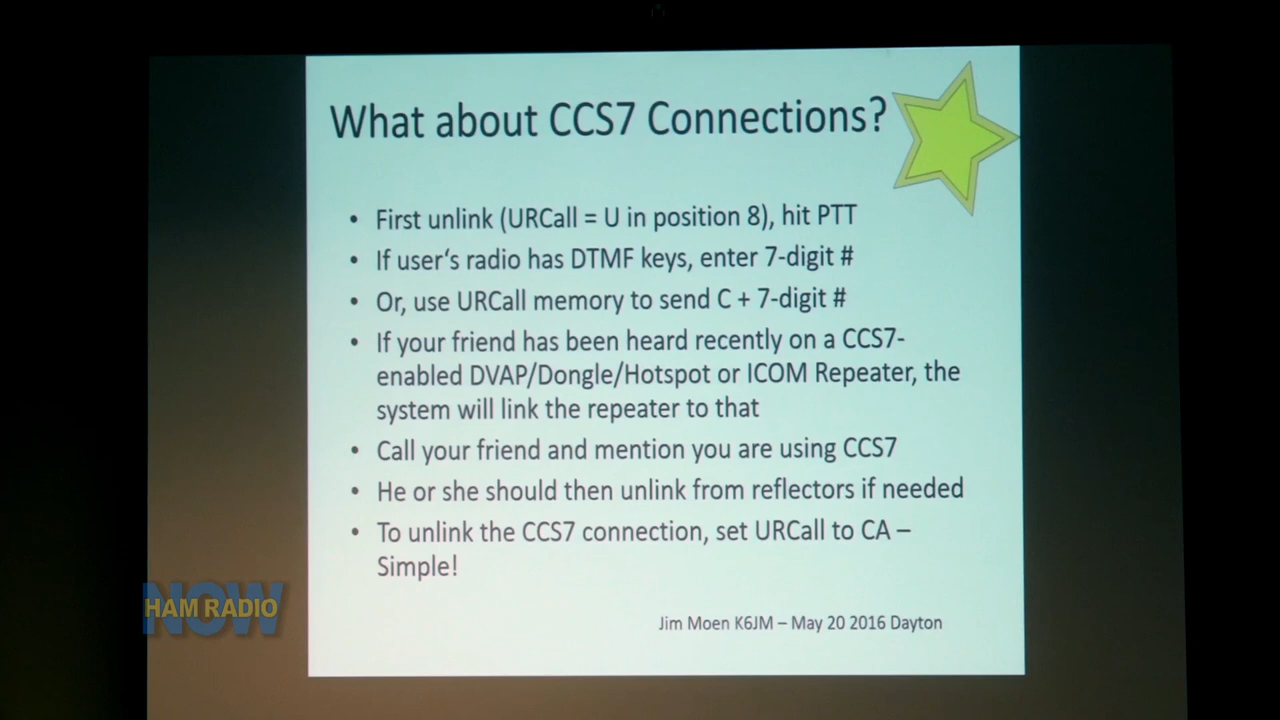 What about CCS7 Connections?
• First unlink (URCall = U in position 8), hit PTT
• If user's radio has DTMF keys, enter 7-digit #
• Or, use URCall memory to send C + 7-digit #
• If your friend has been heard recently on a CCS7-
enabled DVAP/Dongle/Hotspot or ICOM Repeater, the
system will link the repeater to that
• Call your friend and mention you are using CCS7
• He or she should then unlink from reflectors if needed
• To unlink the CCS7 connection, set URCall to CA –
Simple!
Jim Moen K6JM – May 20 2016 Dayton
HAM RADIO
NOW